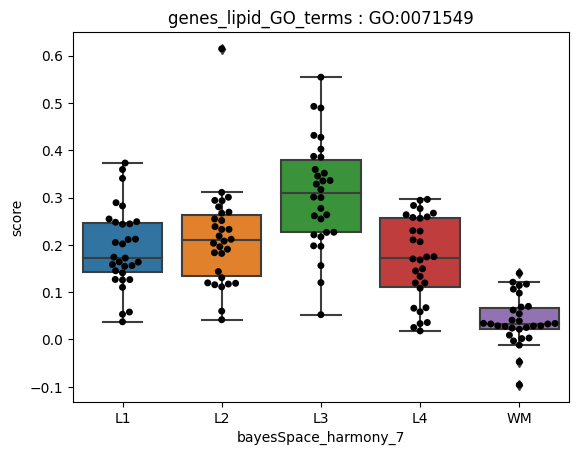 genes_lipid_GO_terms : GO:0071549
0.6
0.5
0.4
0.3
0.2
0.1
0.0
−0.1
score
L1 L2 L3 L4 WM
bayesSpace_harmony_7